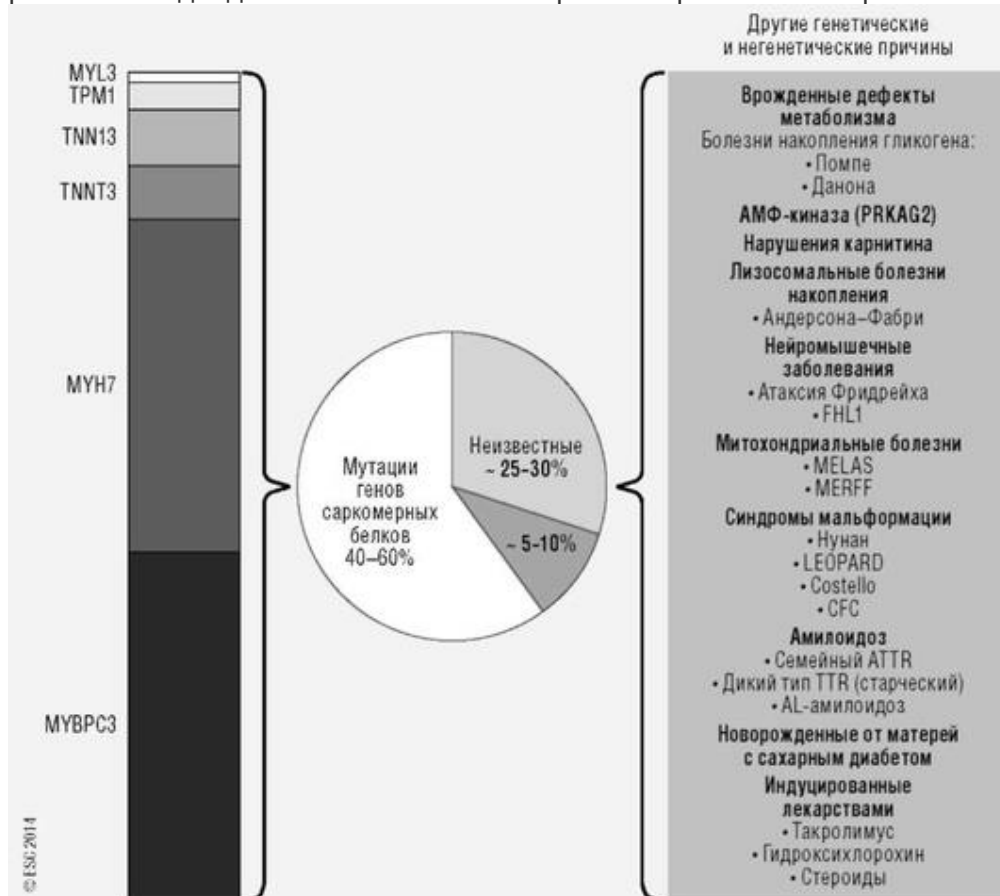 MYL3
TPM1
TNN13
TNNT3
MYH7
MYBPC3
© ESC 2014
Мутации
генов
саркомерных
белков
40–60%
Неизвестные
~ 25-30%
~ 5-10%
Другие генетические
и негенетические причины
Врожденные дефекты
метаболизма
Болезни накопления гликогена:
• Помпе
• Данона
АМФ-киназа (PRKAG2)
Нарушения карнитина
Лизосомальные болезни
накопления
• Андерсона–Фабри
Нейромышечные
заболевания
• Атаксия Фридрейха
• FHL1
Митохондриальные болезни
• MELAS
• MERFF
Синдромы мальформации
• Нунан
• LEOPARD
• Costello
• CFC
Амилоидоз
• Семейный ATTR
• Дикий тип TTR (старческий)
• AL-амилоидоз
Новорожденные от матерей
с сахарным диабетом
Индуцированные
лекарствами
• Такролимус
• Гидроксихлорохин
• Стероиды